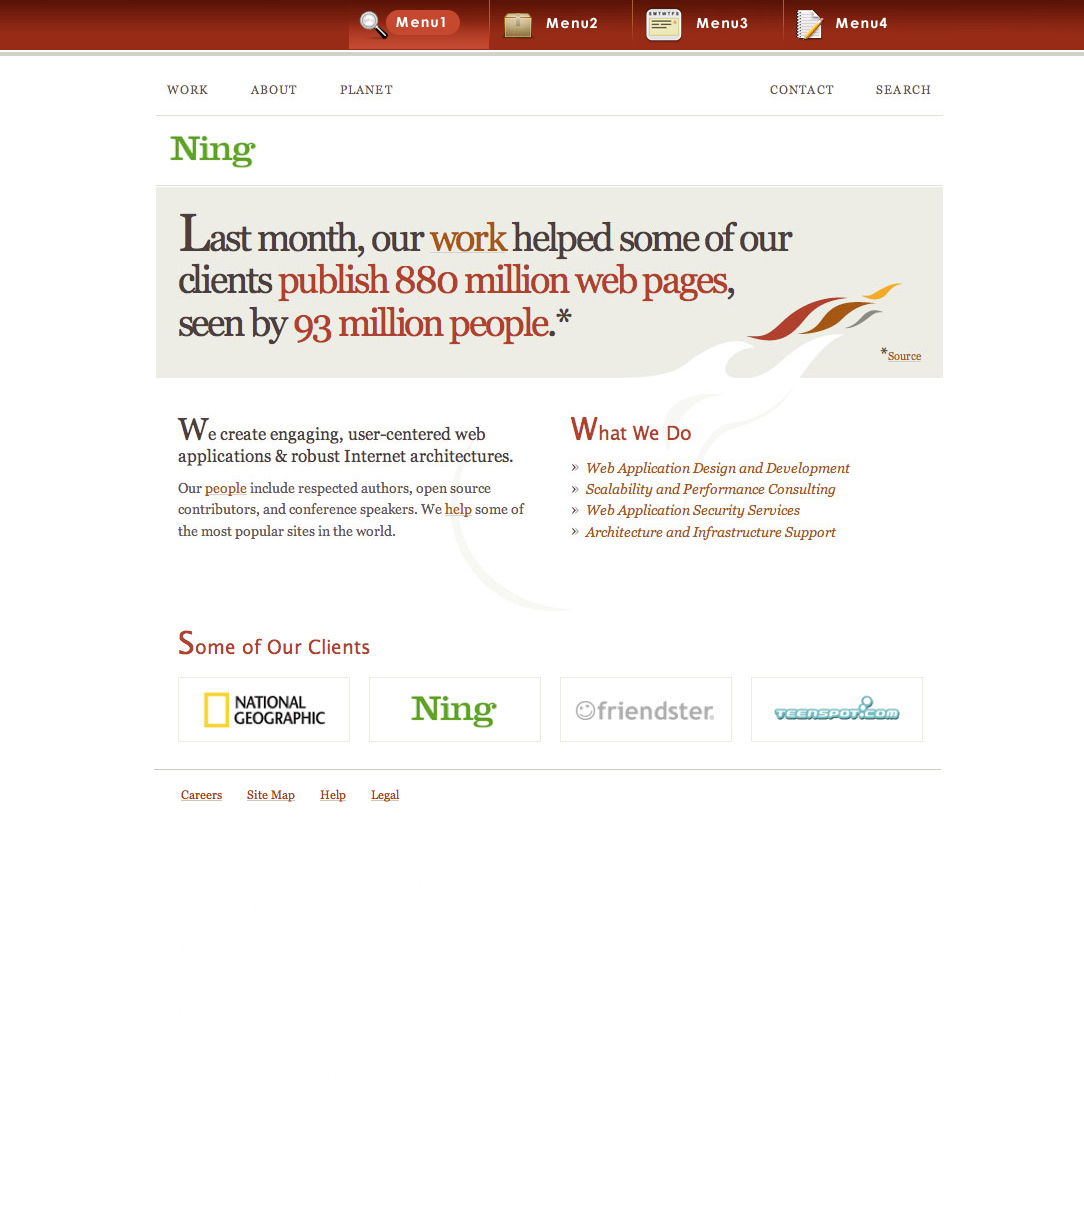 Menu1 Menu2 Menu3 Menu4
WORK ABOUT PLANET CONTACT SEARCH
Ning
Last month, our work helped some of our
clients publish 880 million web pages,
seen by 93 million people.*
*Source
We create engaging, user-centered web
applications & robust Internet architectures.
Our people include respected authors, open source
contributors, and conference speakers. We help some of
the most popular sites in the world.
What We Do
» Web Application Design and Development
» Scalability and Performance Consulting
» Web Application Security Services
» Architecture and Infrastructure Support
Some of Our Clients
NATIONAL
GEOGRAPHIC
Ning
friendster
TEENSPOT.COM
Careers Site Map Help Legal